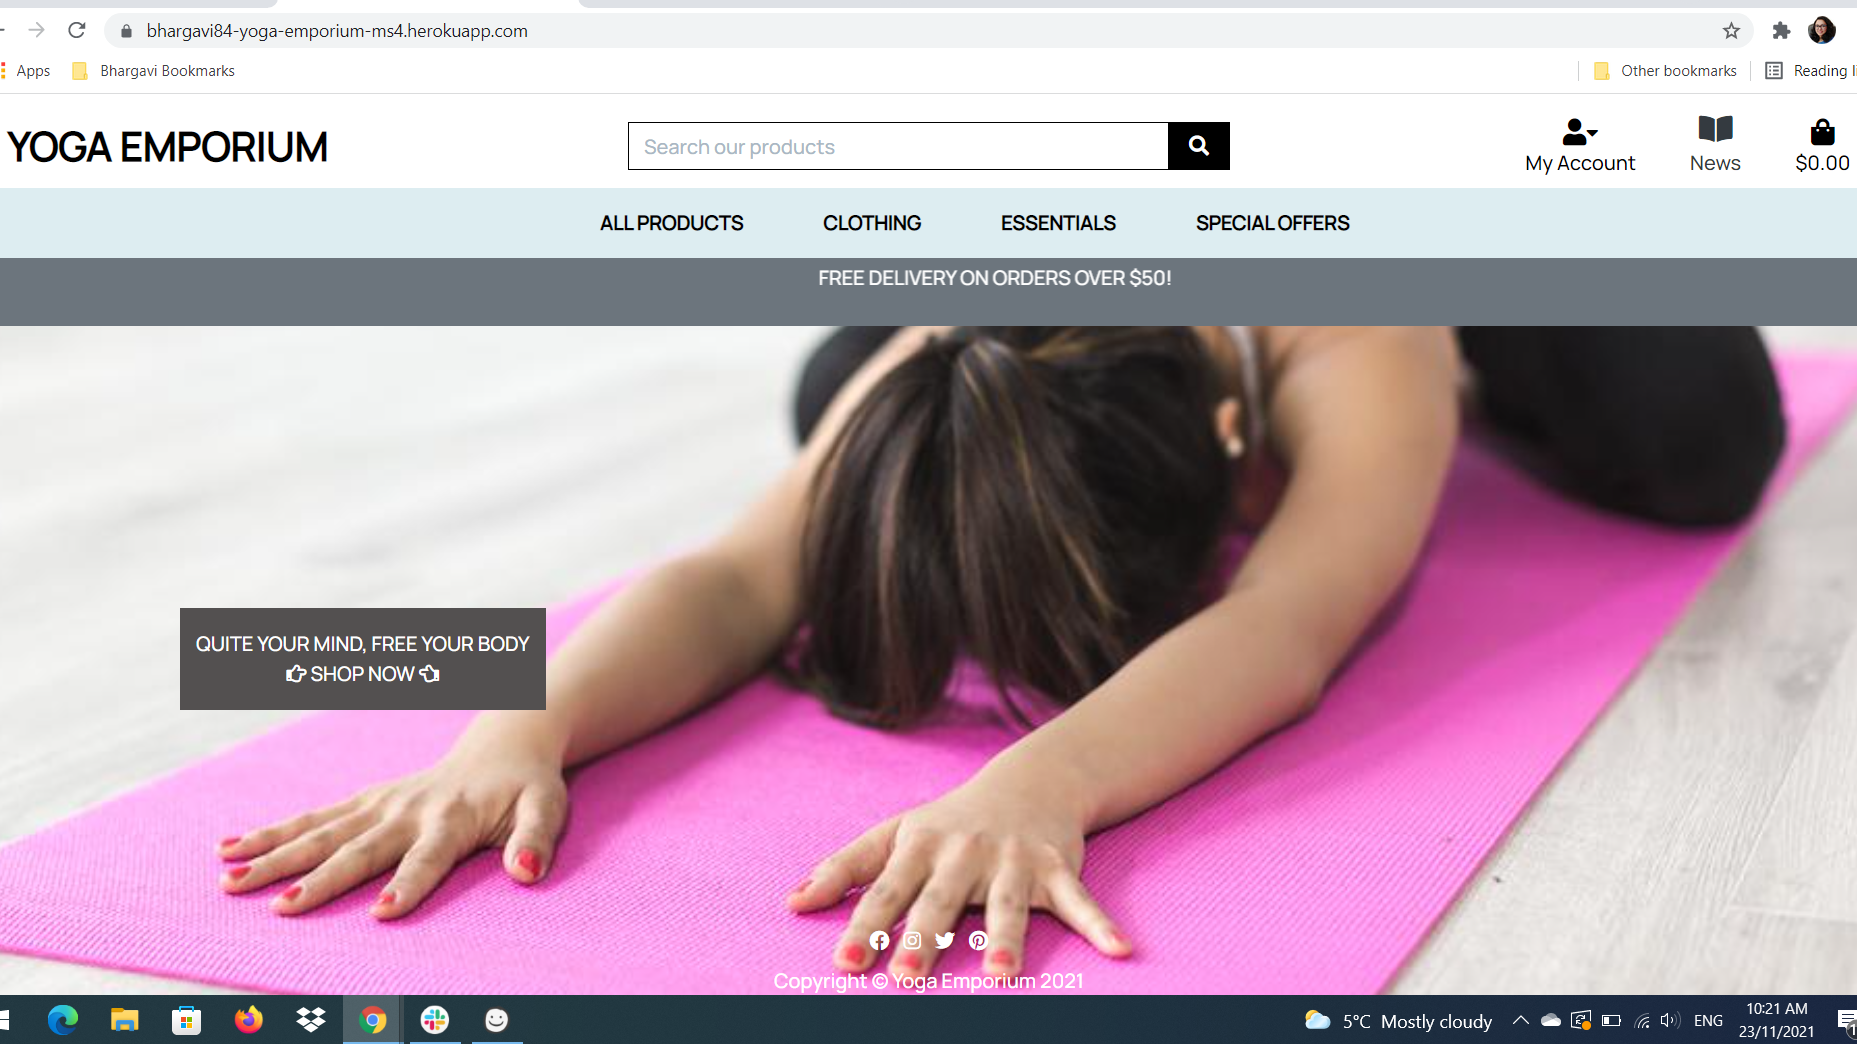 bhargavi84-yoga-emporium-ms4.herokuapp.com
Apps Bhargavi Bookmarks Other bookmarks Reading
YOGA EMPORIUM
Search our products
My Account
News
$0.00
ALL PRODUCTS CLOTHING ESSENTIALS SPECIAL OFFERS
FREE DELIVERY ON ORDERS OVER $50!
QUITE YOUR MIND, FREE YOUR BODY
SHOP NOW
Copyright © Yoga Emporium 2021
5°C Mostly cloudy ENG
10:21 AM
23/11/2021